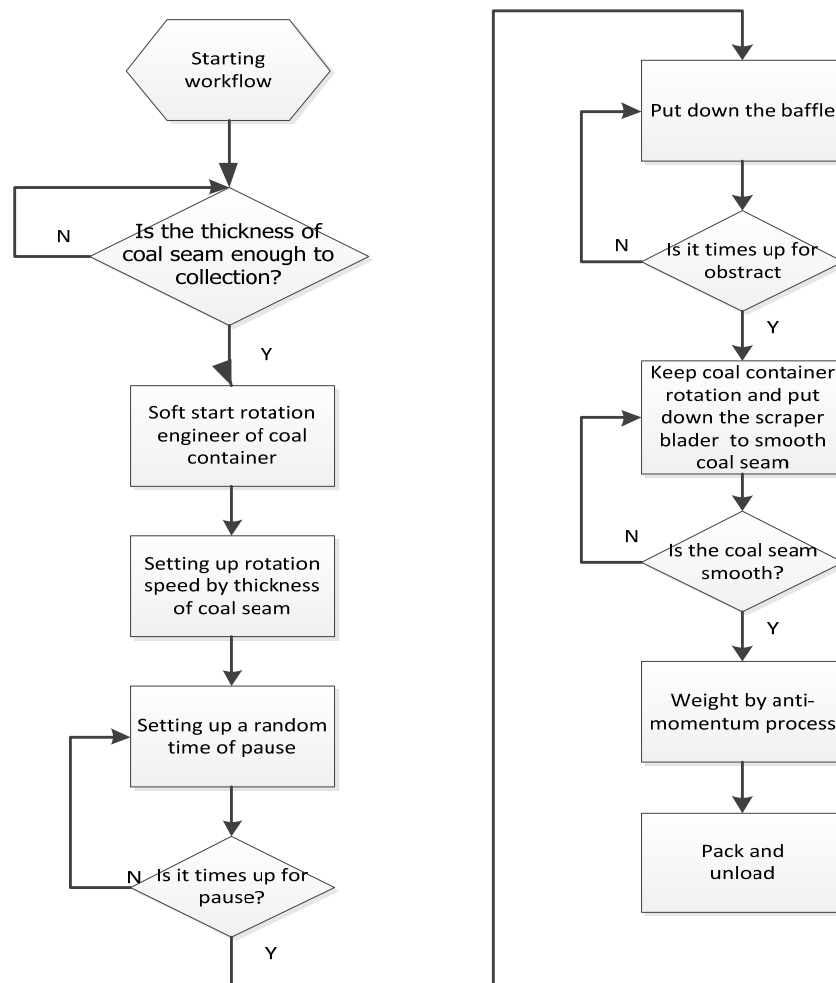 Starting
workflow
Is the thickness of
coal seam enough to
collection?
N
Y
Soft start rotation
engineer of coal
container
Setting up rotation
speed by thickness
of coal seam
Setting up a random
time of pause
Is it times up for
pause?
N
Y
Put down the baffle
Is it times up for
obstract
N
Y
Keep coal container
rotation and put
down the scraper
blader to smooth
coal seam
Is the coal seam
smooth?
N
Y
Weight by anti-
momentum process
Pack and
unload